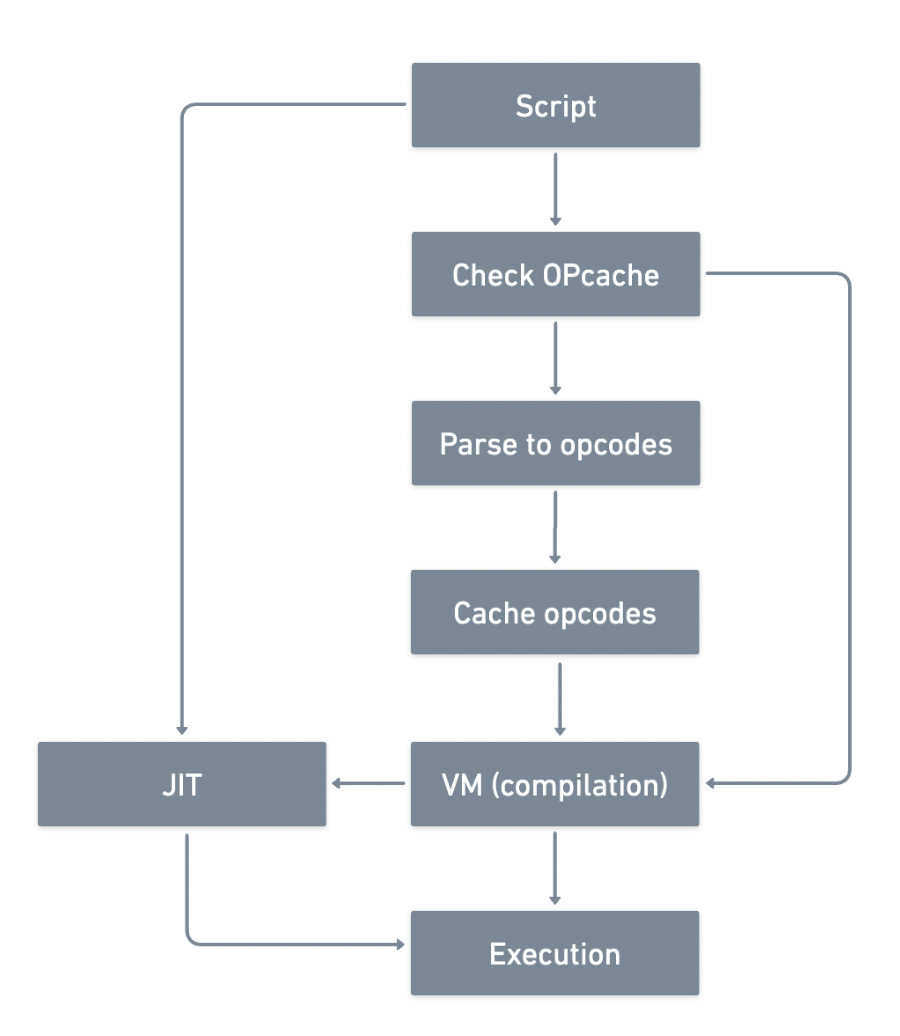 Script
Check OPcache
Parse to opcodes
Cache opcodes
JIT
VM (compilation)
Execution